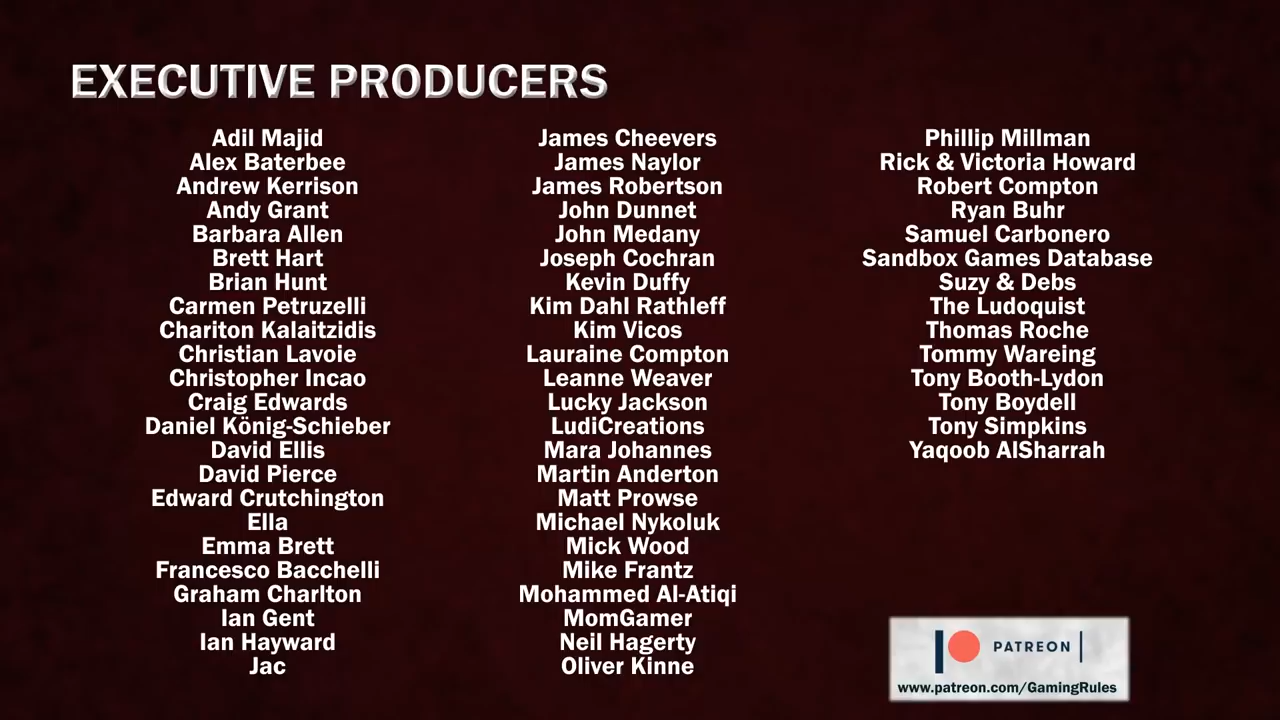 EXECUTIVE PRODUCERS
Adil Majid
Alex Baterbee
Andrew Kerrison
Andy Grant
Barbara Allen
Brett Hart
Brian Hunt
Carmen Petruzelli
Chariton Kalaitzidis
Christian Lavoie
Christopher Incao
Craig Edwards
Daniel König-Schieber
David Ellis
David Pierce
Edward Crutchington
Ella
Emma Brett
Francesco Bacchelli
Graham Charlton
Ian Gent
Ian Hayward
Jac
James Cheevers
James Naylor
James Robertson
John Dunnet
John Medany
Joseph Cochran
Kevin Duffy
Kim Dahl Rathleff
Kim Vicos
Lauraine Compton
Leanne Weaver
Lucky Jackson
LudiCreations
Mara Johannes
Martin Anderton
Matt Prowse
Michael Nykoluk
Mick Wood
Mike Frantz
Mohammed Al-Atiqi
MomGamer
Neil Hagerty
Oliver Kinne
Phillip Millman
Rick & Victoria Howard
Robert Compton
Ryan Buhr
Samuel Carbonero
Sandbox Games Database
Suzy & Debs
The Ludoquist
Thomas Roche
Tommy Wareing
Tony Booth-Lydon
Tony Boydell
Tony Simpkins
Yaqoob AlSharrah
PATREON
www.patreon.com/GamingRules